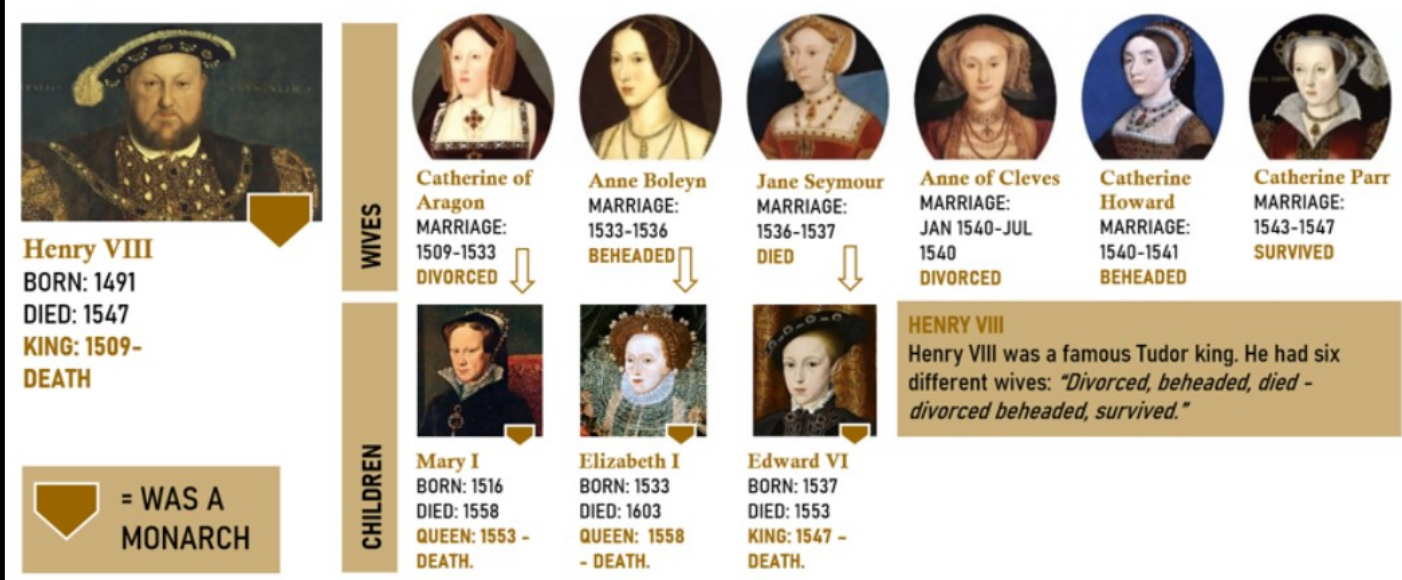 Henry VIII
BORN: 1491
DIED: 1547
KING: 1509-
DEATH
= WAS A
MONARCH
WIVES
Catherine of
Aragon
MARRIAGE:
1509-1533
DIVORCED
Anne Boleyn
MARRIAGE:
1533-1536
BEHEADED
Jane Seymour
MARRIAGE:
1536-1537
DIED
Anne of Cleves
MARRIAGE:
JAN 1540-JUL
1540
DIVORCED
Catherine
Howard
MARRIAGE:
1540-1541
BEHEADED
Catherine Parr
MARRIAGE:
1543-1547
SURVIVED
CHILDREN
Mary I
BORN: 1516
DIED: 1558
QUEEN: 1553 -
DEATH.
Elizabeth I
BORN: 1533
DIED: 1603
QUEEN: 1558
- DEATH.
Edward VI
BORN: 1537
DIED: 1553
KING: 1547 -
DEATH.
HENRY VIII
Henry VIII was a famous Tudor king. He had six
different wives: “Divorced, beheaded, died -
divorced beheaded, survived.”